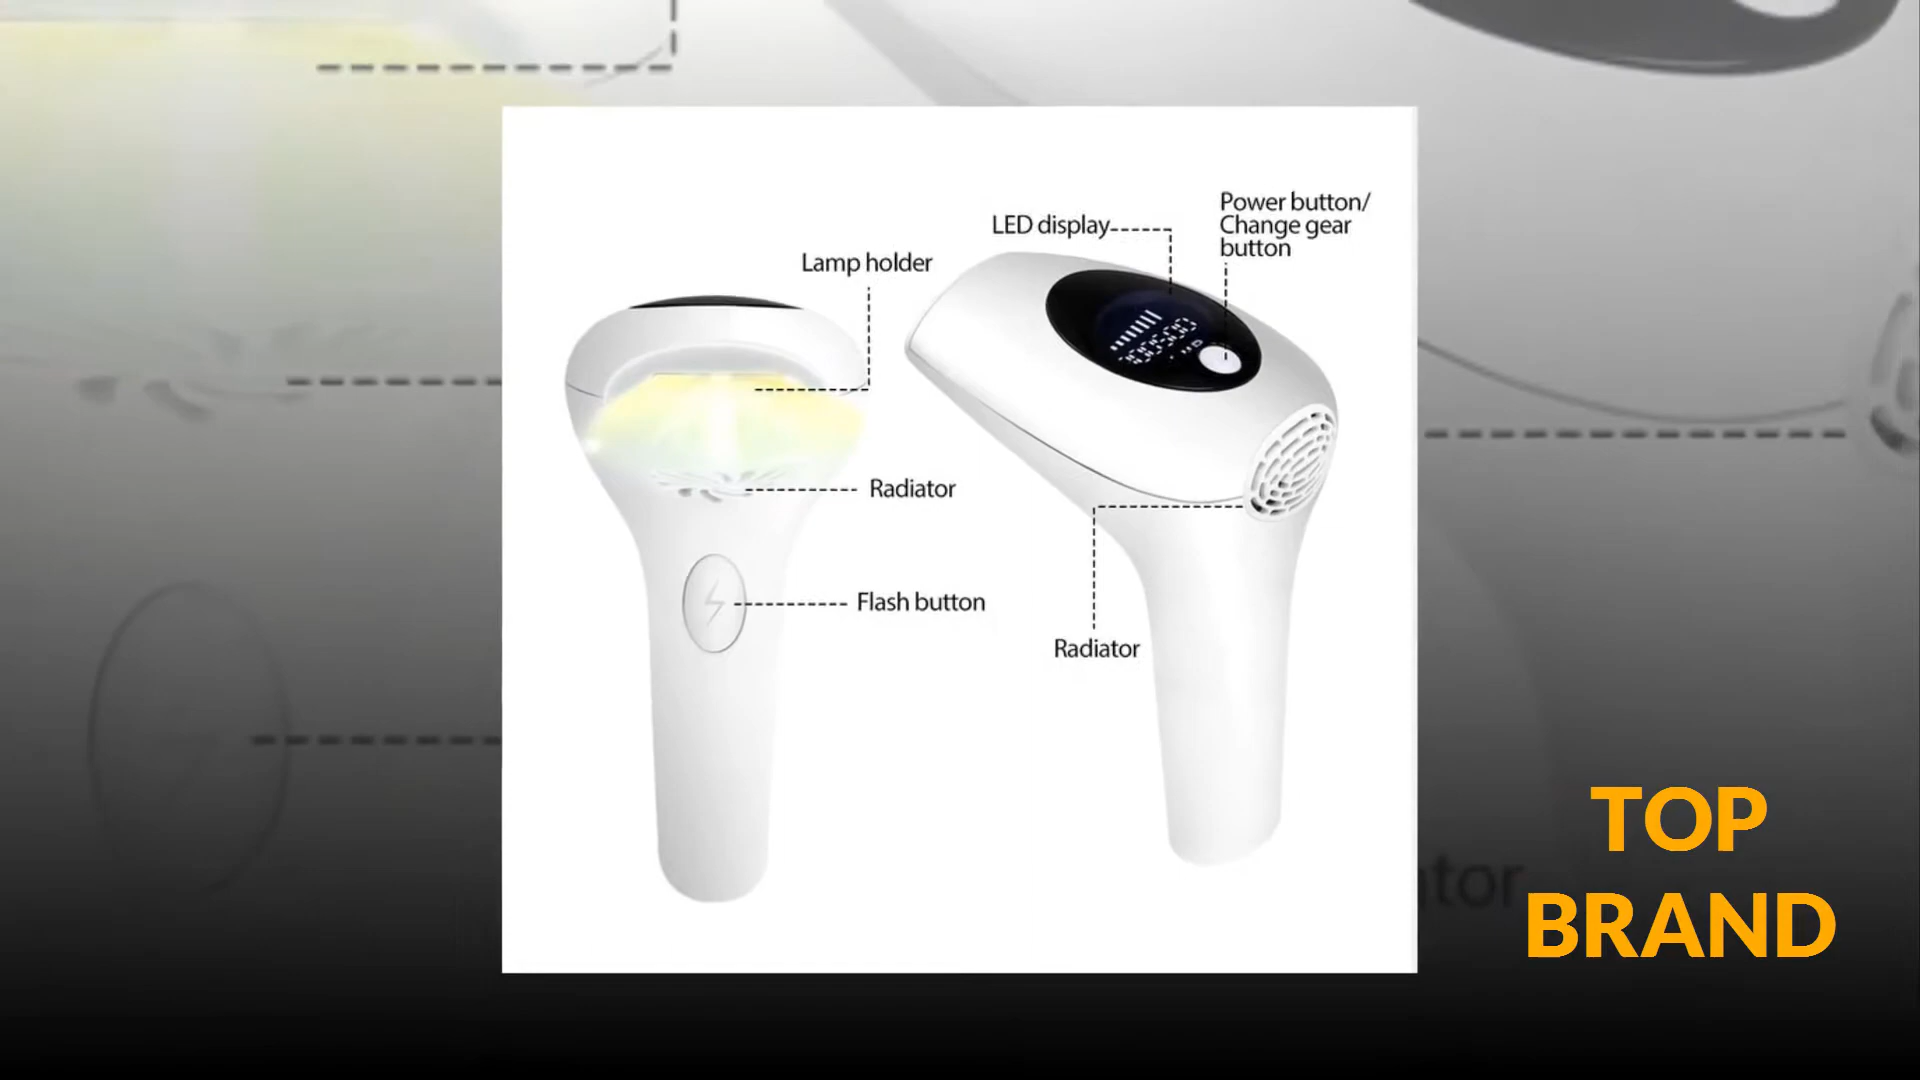 LED display
Power button/
Change gear
button
Lamp holder
Radiator
Flash button
Radiator
TOP
BRAND